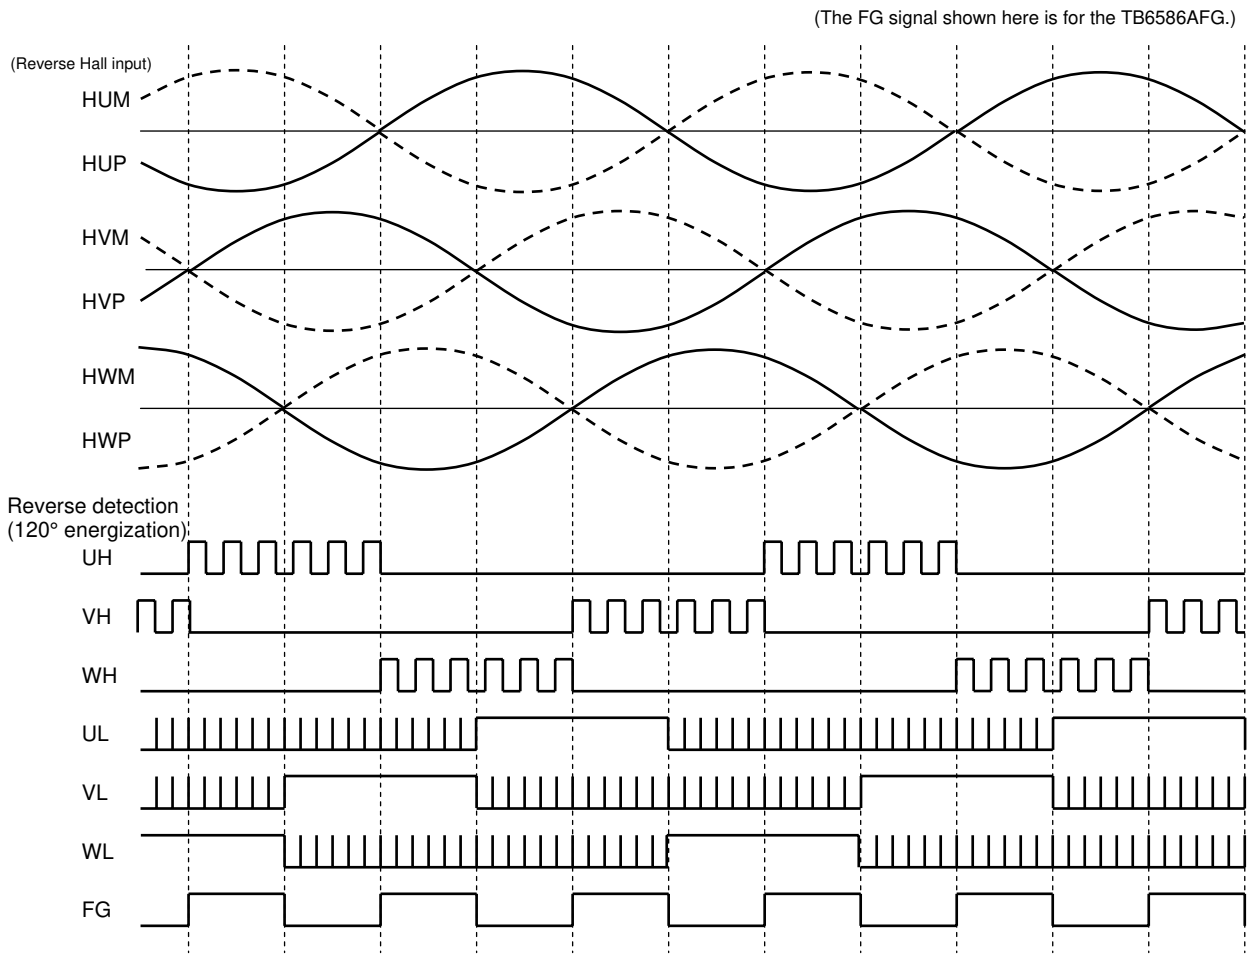 (The FG signal shown here is for the TB6586AFG.)
(Reverse Hall input)
HUM
HUP
HVM
HVP
HWM
HWP
Reverse detection
(120° energization)
UH
VH
WH
UL
VL
WL
FG